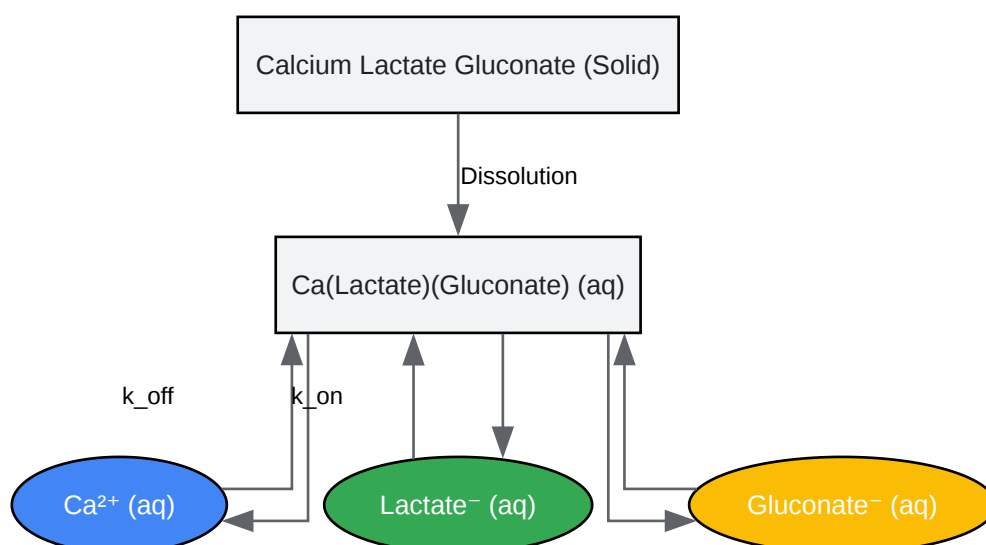 Calcium Lactate Gluconate (Solid)
Dissolution
Ca(Lactate)(Gluconate) (aq)
k_off
k_on
Ca²⁺ (aq)
Lactate⁻ (aq)
Gluconate⁻ (aq)